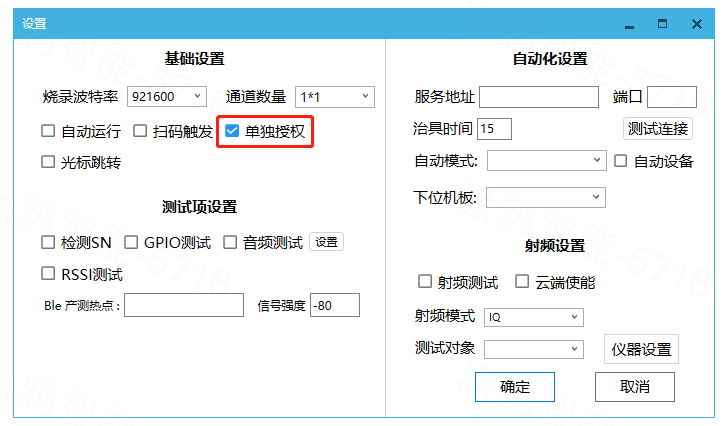 设置
基础设置
烧录波特率 921600 通道数量 1*1
自动运行 扫码触发 单独授权
光标跳转
测试项设置
检测SN GPIO测试 音频测试 设置
RSSI测试
Ble 产测热点: 信号强度 -80
自动化设置
服务地址 端口
治具时间 15 测试连接
自动模式: 自动设备
下位机板:
射频设置
射频测试 云端使能
射频模式 IQ
测试对象 仪器设置
确定 取消